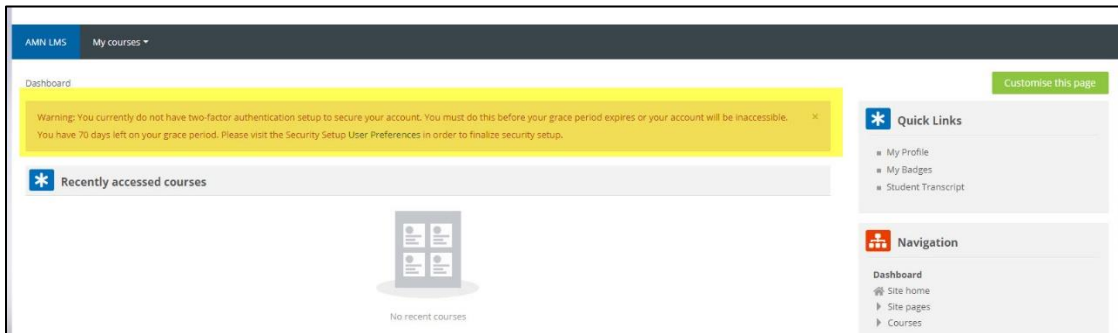 AMN LMS My courses
Dashboard
Customise this page
Warning: You currently do not have two-factor authentication setup to secure your account. You must do this before your grace period expires or your account will be inaccessible. ×
You have 70 days left on your grace period. Please visit the Security Setup User Preferences in order to finalize security setup.
Recently accessed courses
No recent courses
Quick Links
My Profile
My Badges
Student Transcript
Navigation
Dashboard
Site home
Site pages
Courses